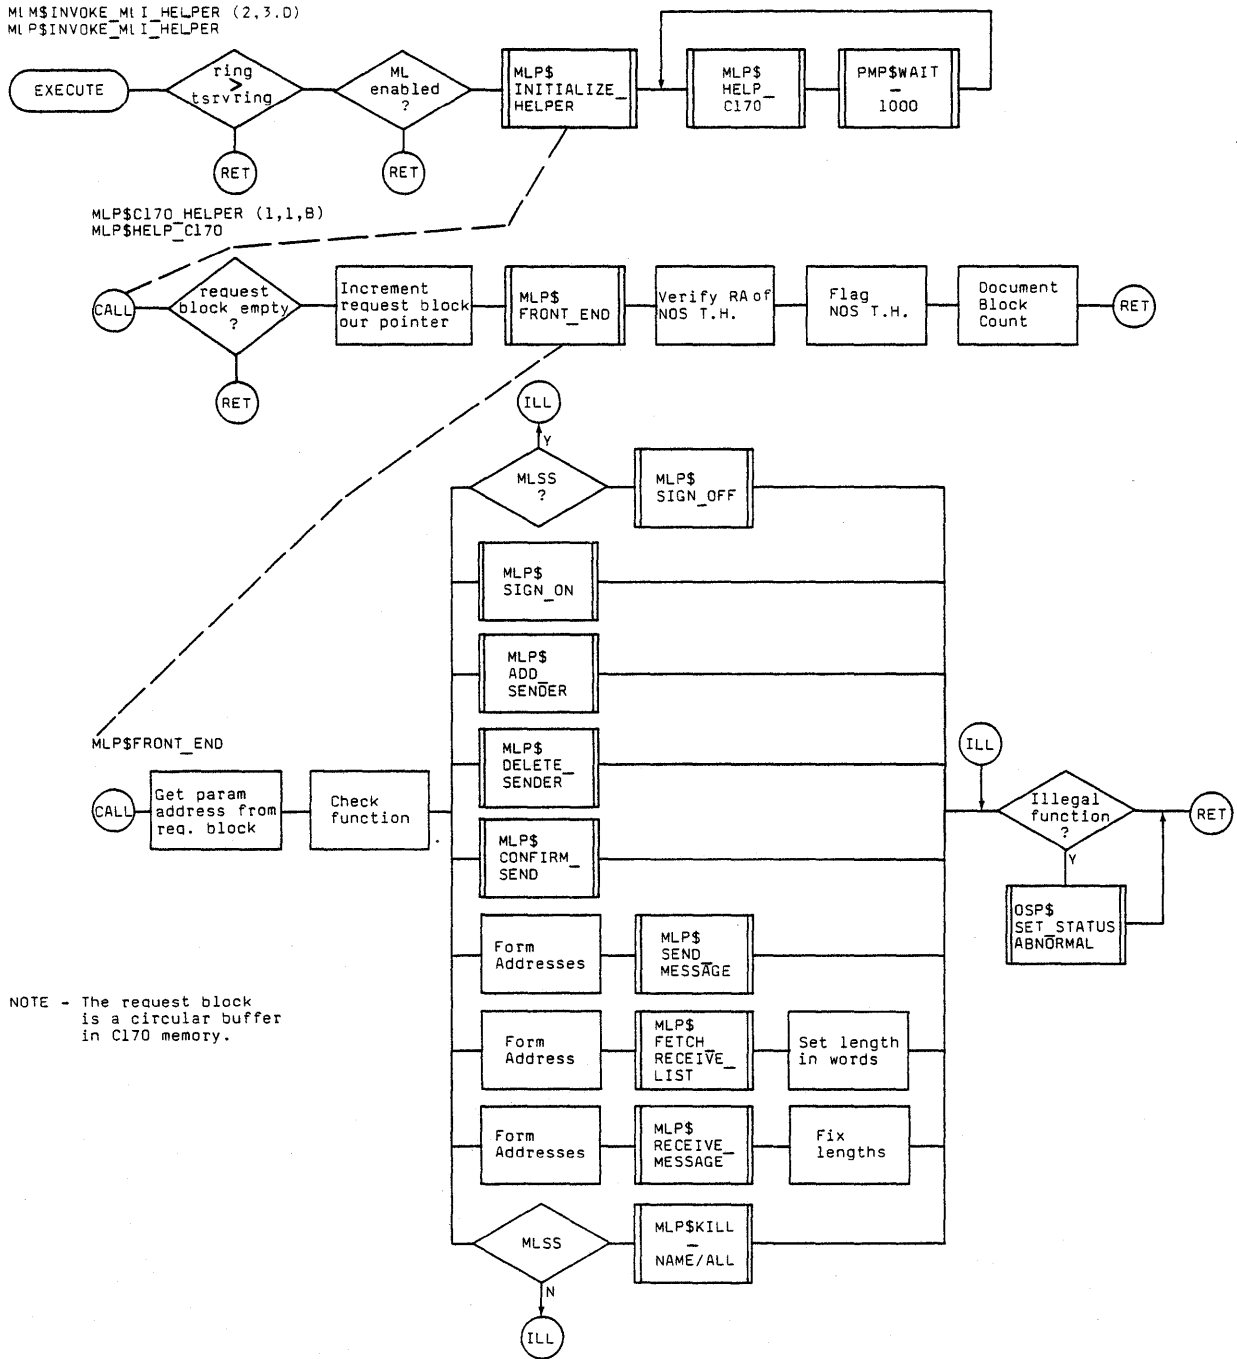 MLM$INVOKE_MLI_HELPER (2,3.D)
MLP$INVOKE_MLI_HELPER
EXECUTE
ring
>
tsrvring
RET
ML
enabled
?
RET
MLP$
INITIALIZE_
HELPER
MLP$
HELP_
C170
PMP$WAIT
_
1000
MLP$C170_HELPER (1,1,B)
MLP$HELP_C170
CALL
request
block empty
?
RET
Increment
request block
our pointer
MLP$
FRONT_END
Verify RA of
NOS T.H.
Flag
NOS T.H.
Document
Block
Count
RET
ILL
Y
MLSS
?
MLP$
SIGN_OFF
MLP$
SIGN_ON
MLP$
ADD_
SENDER
MLP$
DELETE_
SENDER
MLP$
CONFIRM_
SEND
Form
Addresses
MLP$
SEND_
MESSAGE
Form
Address
MLP$
FETCH_
RECEIVE_
LIST
Set length
in words
Form
Addresses
MLP$
RECEIVE_
MESSAGE
Fix
lengths
MLSS
N
ILL
MLP$KILL
_
NAME/ALL
MLP$FRONT_END
CALL
Get param
address from
req. block
Check
function
ILL
Illegal
function
?
Y
RET
OSP$
SET_STATUS
ABNORMAL
NOTE - The request block
is a circular buffer
in C170 memory.